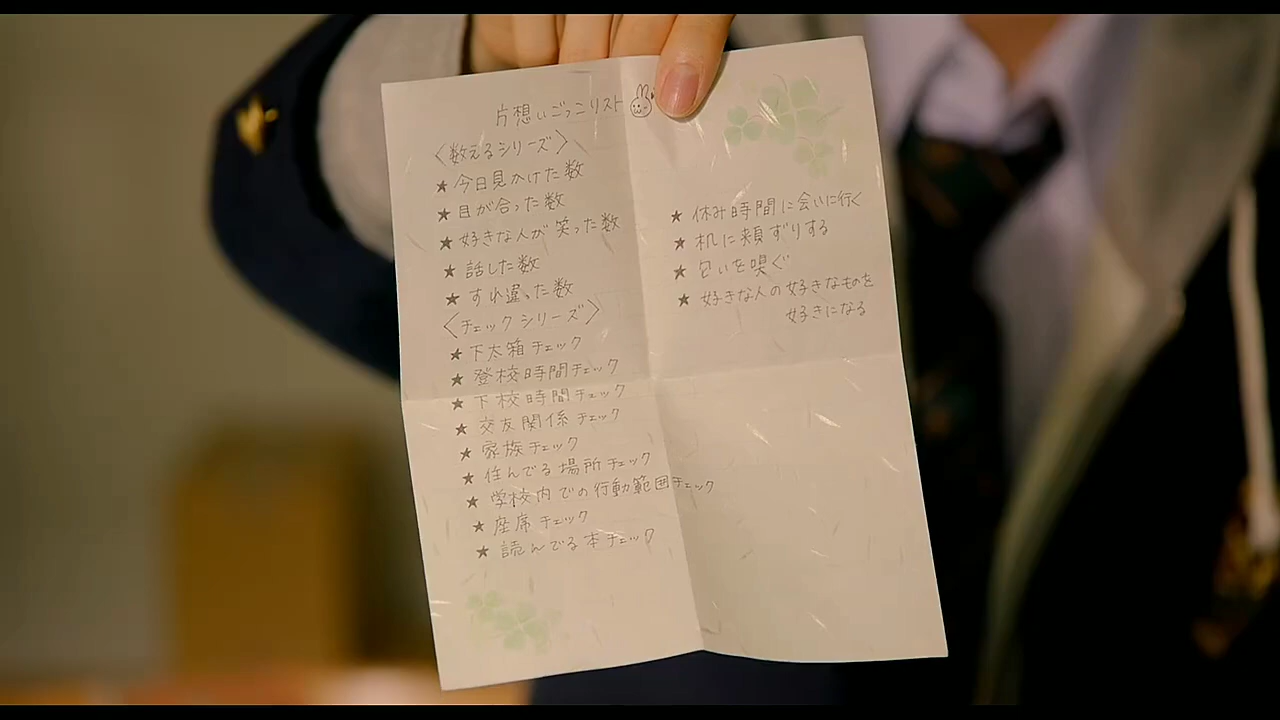 片想いごっこリスト
〈数えるシリーズ〉
★今日見かけた数
★目が合った数
★好きな人が笑った数
★話した数
★すれ違った数
〈チェックシリーズ〉
★下太箱チェック
★登校時間チェック
★下校時間チェック
★交友関係チェック
★家族チェック
★住んでる場所チェック
★学校内での行動範囲チェック
★座席チェック
★読んでる本チェック
★休み時間に会いに行く
★机に頬ずりする
★匂いを嗅ぐ
★好きな人の好きなものを
好きになる